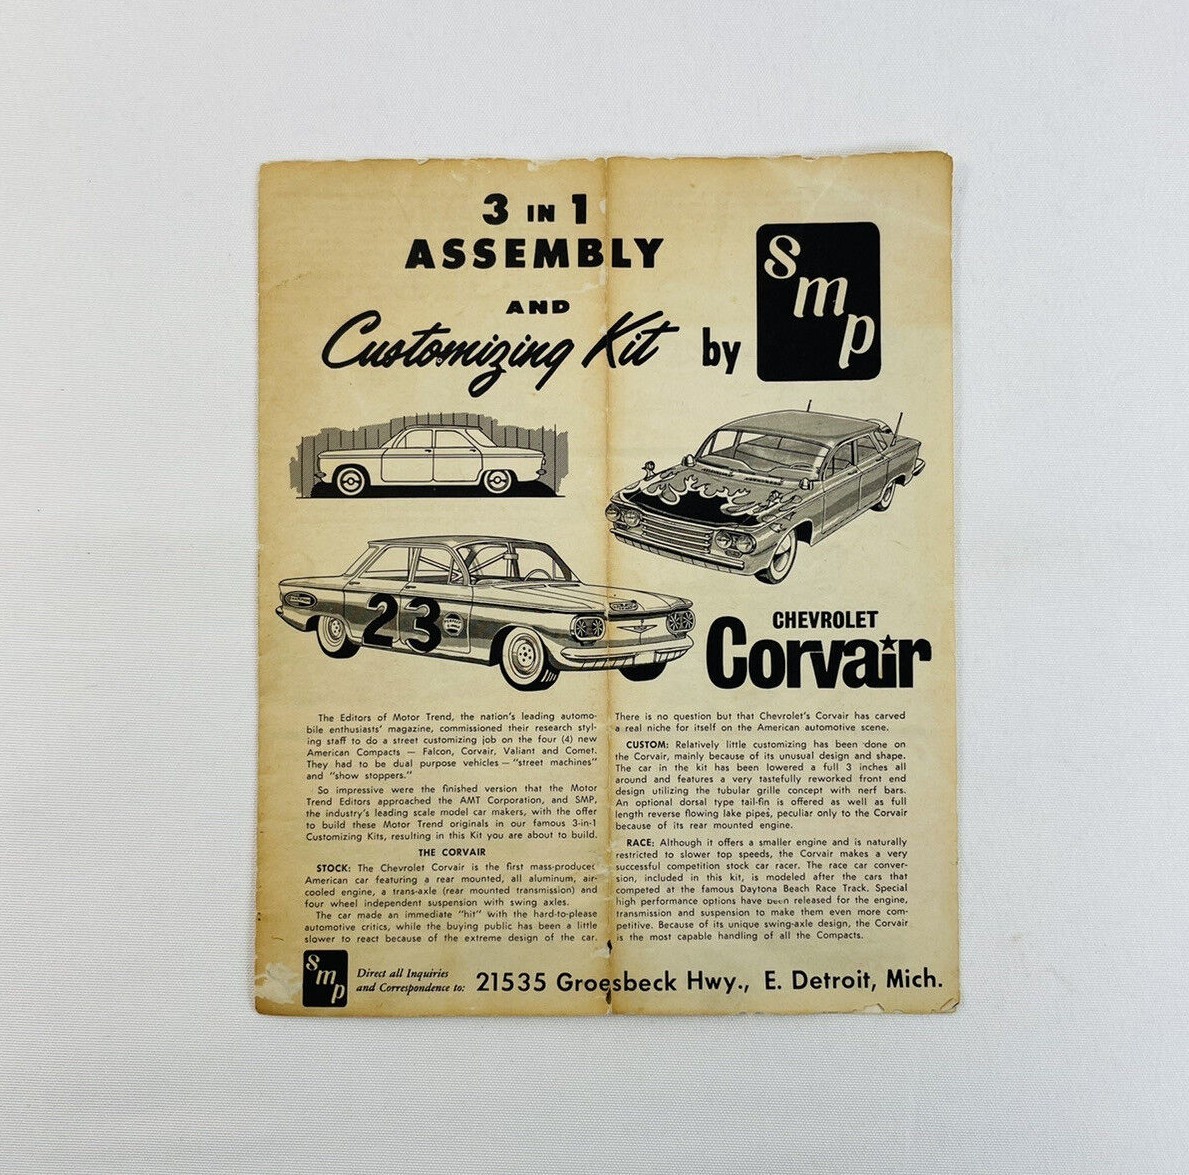 3 IN 1
ASSEMBLY
AND
Customizing Kit by
smp
23
CHEVROLET
Corvair
The Editors of Motor Trend, the nation's leading automo-
bile enthusiasts' magazine, commissioned their research styl-
ing staff to do a street customizing job on the four (4) new
American Compacts — Falcon, Corvair, Valiant and Comet.
They had to be dual purpose vehicles — "street machines"
and "show stoppers."
So impressive were the finished version that the Motor
Trend Editors approached the AMT Corporation, and SMP,
the industry's leading scale model car makers, with the offer
to build these Motor Trend originals in our famous 3-in-1
Customizing Kits, resulting in this Kit you are about to build.
THE CORVAIR
STOCK: The Chevrolet Corvair is the first mass-produced
American car featuring a rear mounted, all aluminum, air-
cooled engine, a trans-axle (rear mounted transmission) and
four wheel independent suspension with swing axles.
The car made an immediate "hit" with the hard-to-please
automotive critics, while the buying public has been a little
slower to react because of the extreme design of the car.
There is no question but that Chevrolet's Corvair has carved
a real niche for itself on the American automotive scene.
CUSTOM: Relatively little customizing has been done on
the Corvair, mainly because of its unusual design and shape.
The car in the kit has been lowered a full 3 inches all
around and features a very tastefully reworked front end
design utilizing the tubular grille concept with nerf bars.
An optional dorsal type tail-fin is offered as well as full
length reverse flowing lake pipes, peculiar only to the Corvair
because of its rear mounted engine.
RACE: Although it offers a smaller engine and is naturally
restricted to slower top speeds, the Corvair makes a very
successful competition stock car racer. The race car conver-
sion, included in this kit, is modeled after the cars that
competed at the famous Daytona Beach Race Track. Special
high performance options have been released for the engine,
transmission and suspension to make them even more com-
petitive. Because of its unique swing-axle design, the Corvair
is the most capable handling of all the Compacts.
smp
Direct all Inquiries
and Correspondence to:
21535 Groesbeck Hwy., E. Detroit, Mich.